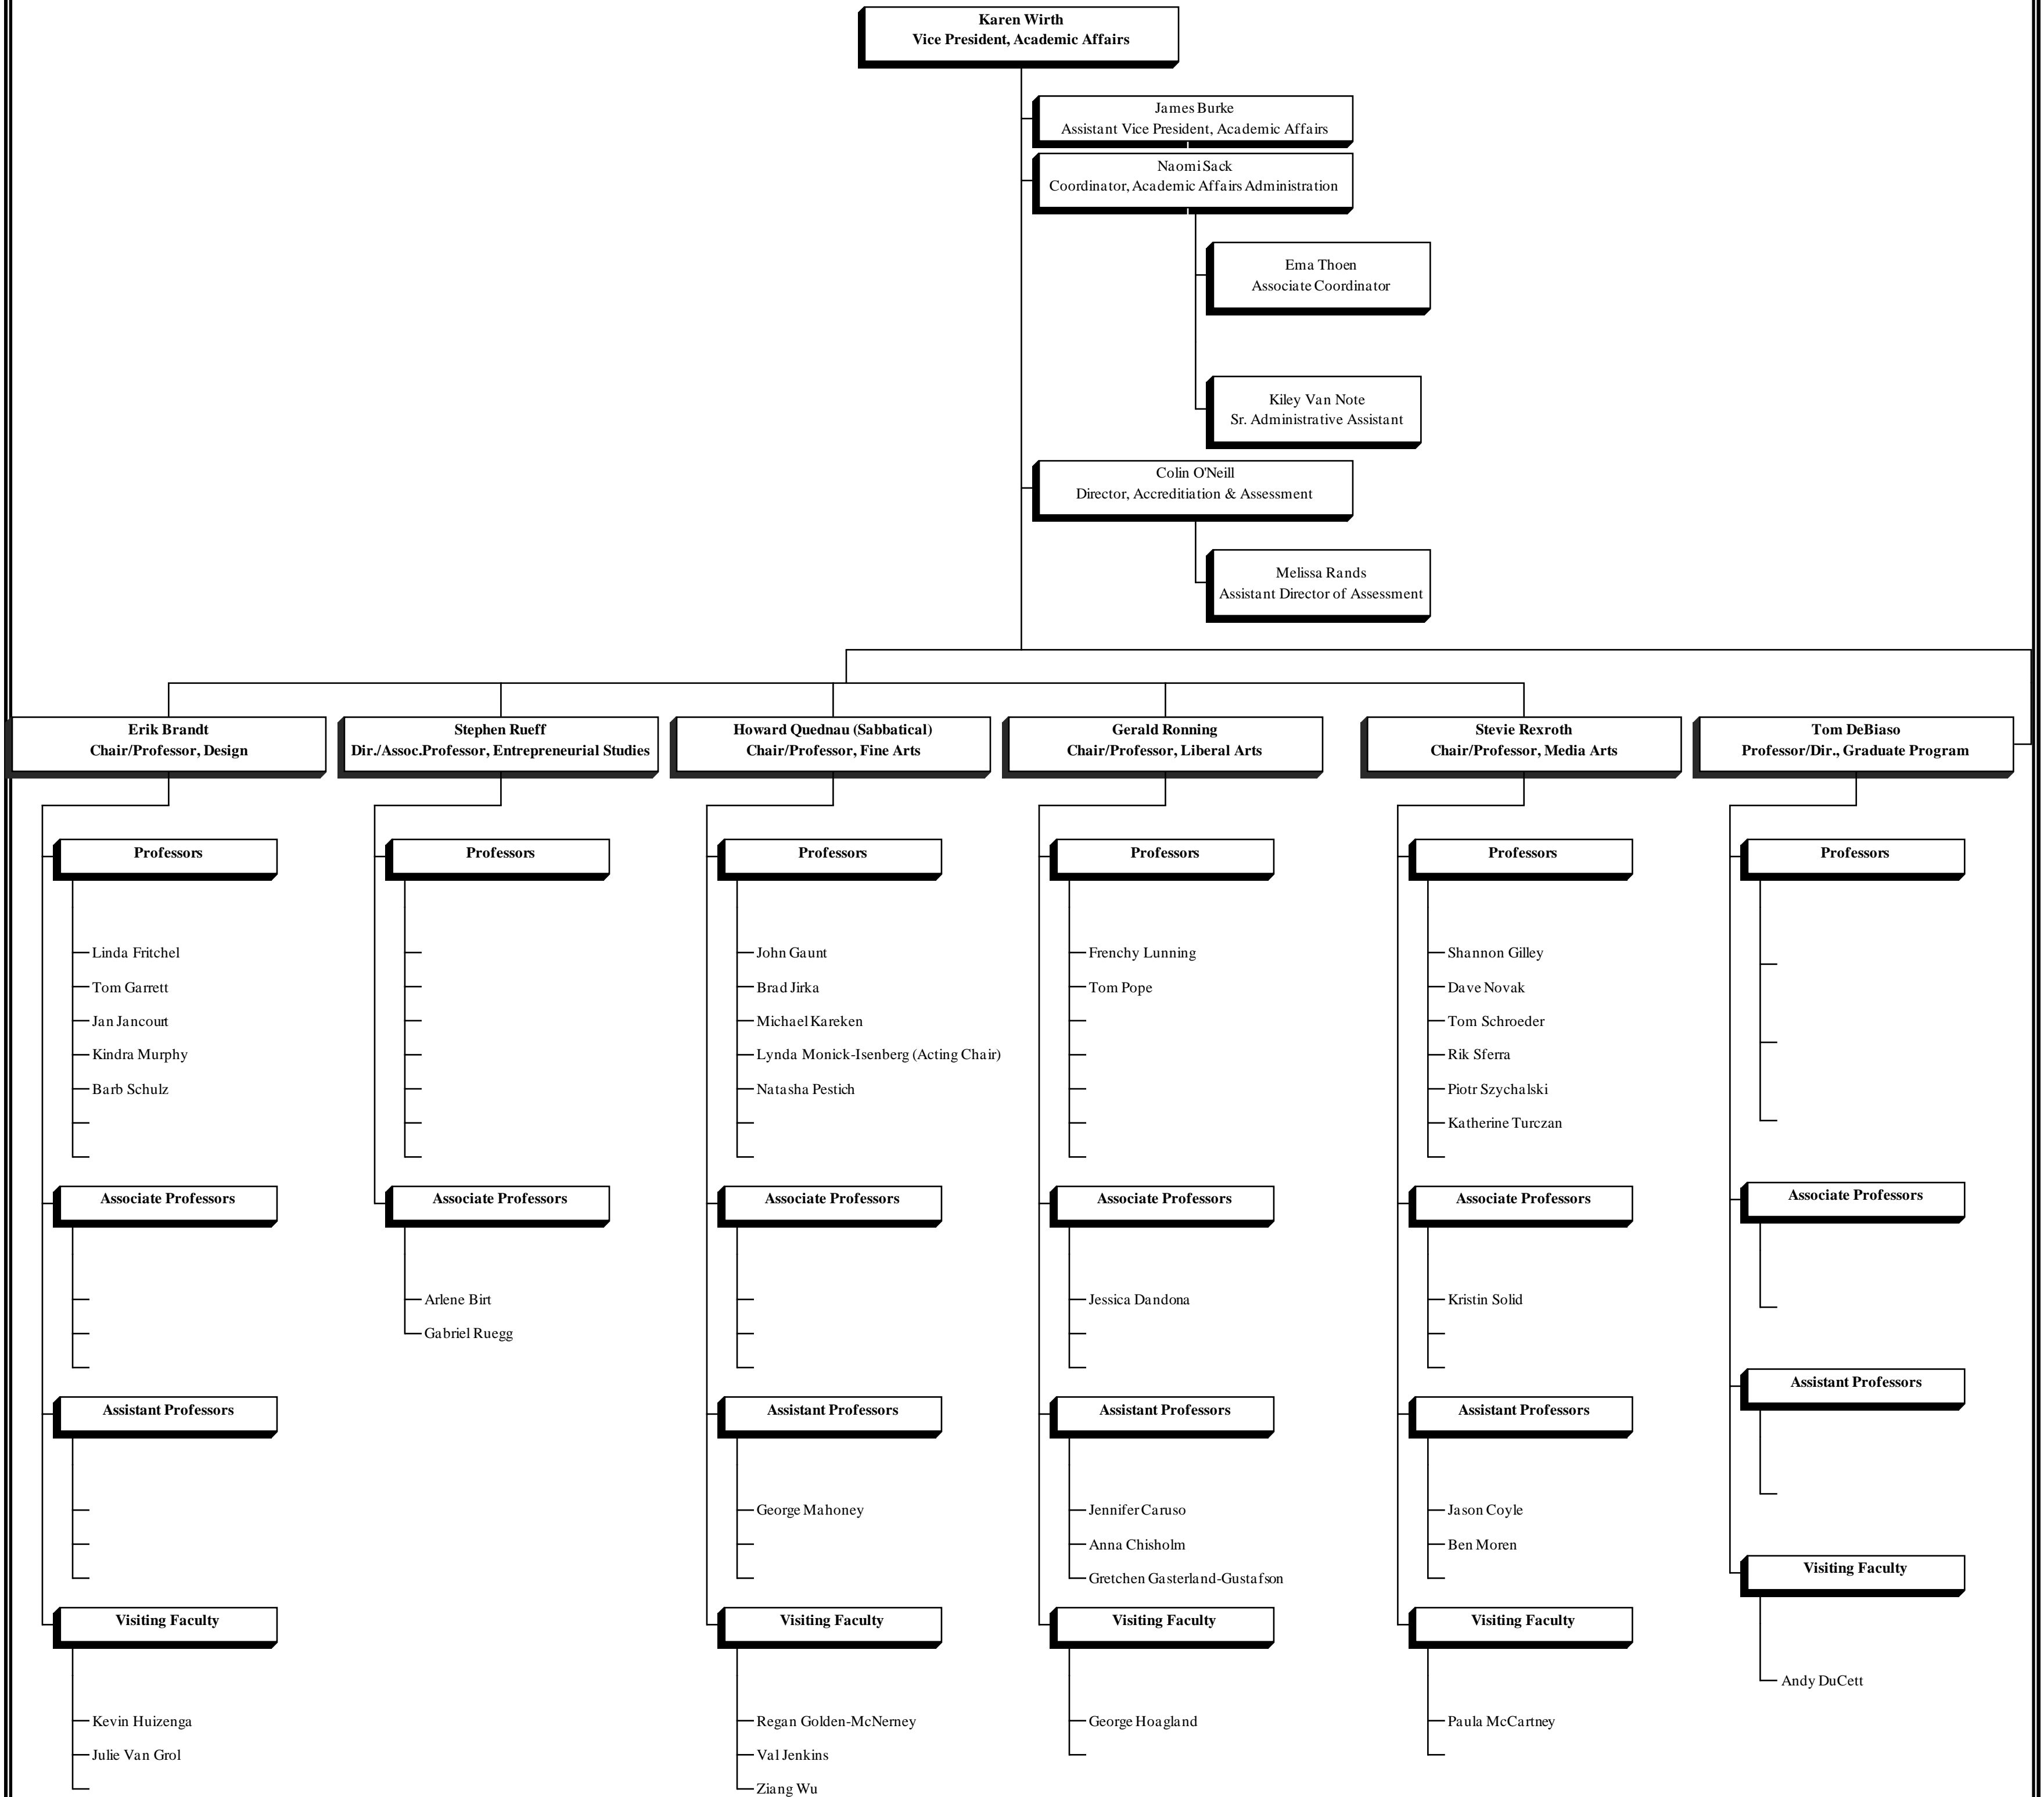 Karen Wirth
Vice President, Academic Affairs
James Burke
Assistant Vice President, Academic Affairs
Naomi Sack
Coordinator, Academic Affairs Administration
Ema Thoen
Associate Coordinator
Kiley Van Note
Sr. Administrative Assistant
Colin O'Neill
Director, Accreditiation & Assessment
Melissa Rands
Assistant Director of Assessment
Erik Brandt
Chair/Professor, Design
Professors
Linda Fritchel
Tom Garrett
Jan Jancourt
Kindra Murphy
Barb Schulz
Associate Professors
Assistant Professors
Visiting Faculty
Kevin Huizenga
Julie Van Grol
Stephen Rueff
Dir./Assoc.Professor, Entrepreneurial Studies
Professors
Associate Professors
Arlene Birt
Gabriel Ruegg
Howard Quednau (Sabbatical)
Chair/Professor, Fine Arts
Professors
John Gaunt
Brad Jirka
Michael Kareken
Lynda Monick-Isenberg (Acting Chair)
Natasha Pestich
Associate Professors
Assistant Professors
George Mahoney
Visiting Faculty
Regan Golden-McNerney
Val Jenkins
Ziang Wu
Gerald Ronning
Chair/Professor, Liberal Arts
Professors
Frenchy Lunning
Tom Pope
Associate Professors
Jessica Dandona
Assistant Professors
Jennifer Caruso
Anna Chisholm
Gretchen Gasterland-Gustafson
Visiting Faculty
George Hoagland
Stevie Rexroth
Chair/Professor, Media Arts
Professors
Shannon Gilley
Dave Novak
Tom Schroeder
Rik Sferra
Piotr Szychalski
Katherine Turczan
Associate Professors
Kristin Solid
Assistant Professors
Jason Coyle
Ben Moren
Visiting Faculty
Paula McCartney
Tom DeBiaso
Professor/Dir., Graduate Program
Professors
Associate Professors
Assistant Professors
Visiting Faculty
Andy DuCett